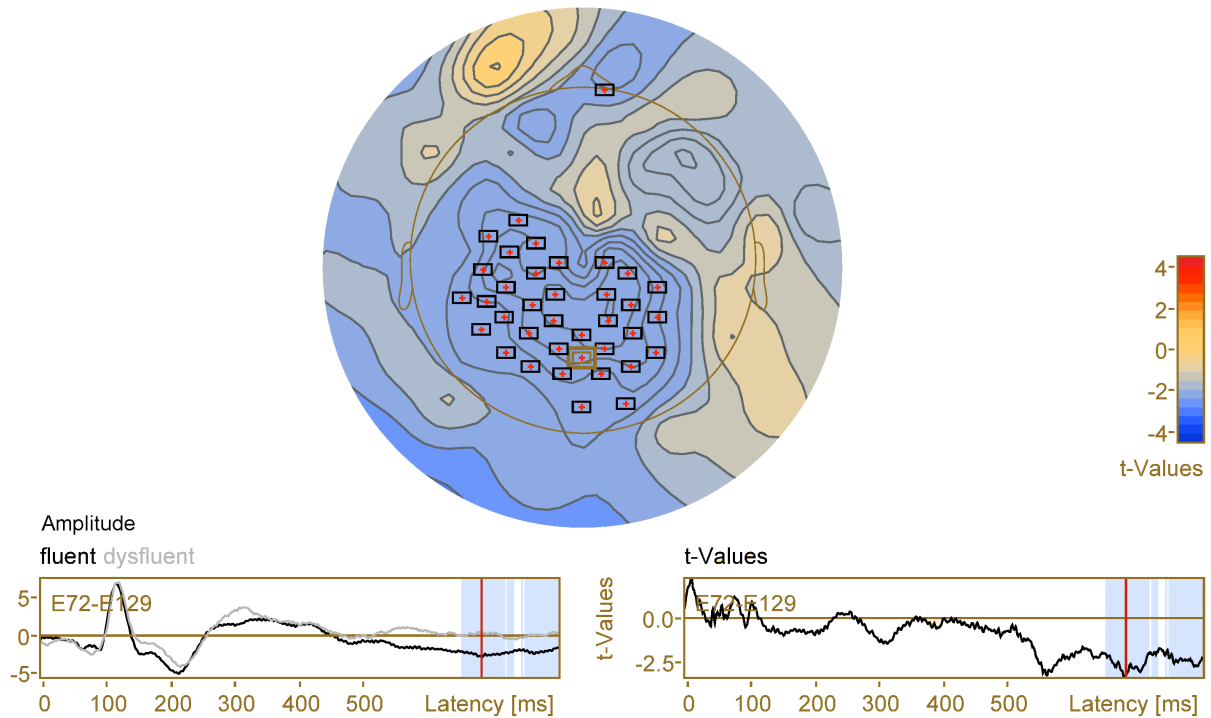 4
2
0
-2
-4
t-Values
Amplitude
fluent dysfluent
t-Values
5
0
-5
E72-E129
0 100 200 300 400 500 Latency [ms]
t-Values
0.0
-2.5
E72-E129
0 100 200 300 400 500 Latency [ms]